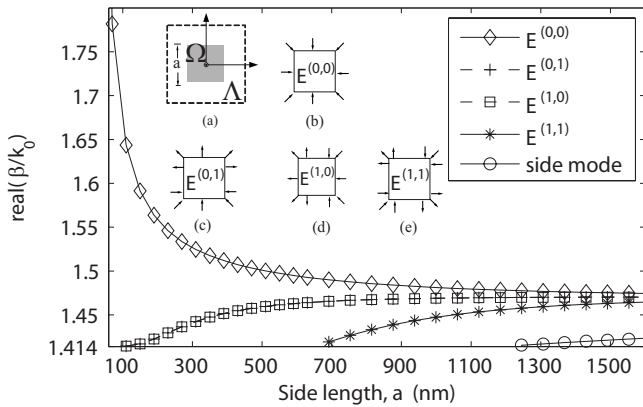 real(β/k0)
1.75
1.7
1.65
1.6
1.55
1.5
1.45
1.414
100 300 500 700 900 1100 1300 1500
Side length, a (nm)
a Ω Λ
(a)
E(0,0)
(b)
E(0,1)
(c)
E(1,0)
(d)
E(1,1)
(e)
E(0,0)
E(0,1)
E(1,0)
E(1,1)
side mode